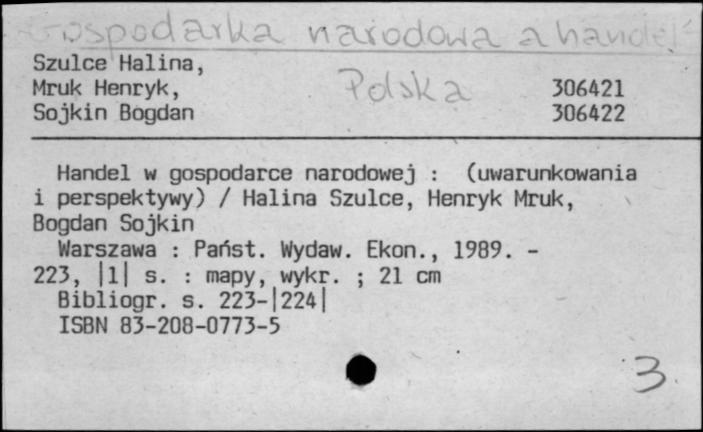 Gospodarka narodowa a handel
Szulce Halina,
Mruk Henryk, Polska 306421
Sojkin Bogdan 306422
Handel w gospodarce narodowej : (uwarunkowania
i perspektywy) / Halina Szulce, Henryk Mruk,
Bogdan Sojkin
Warszawa : Państ. Wydaw. Ekon., 1989. -
223, |1| s. : mapy, wykr. ; 21 cm
Bibliogr. s. 223-|224|
ISBN 83-208-0773-5
3